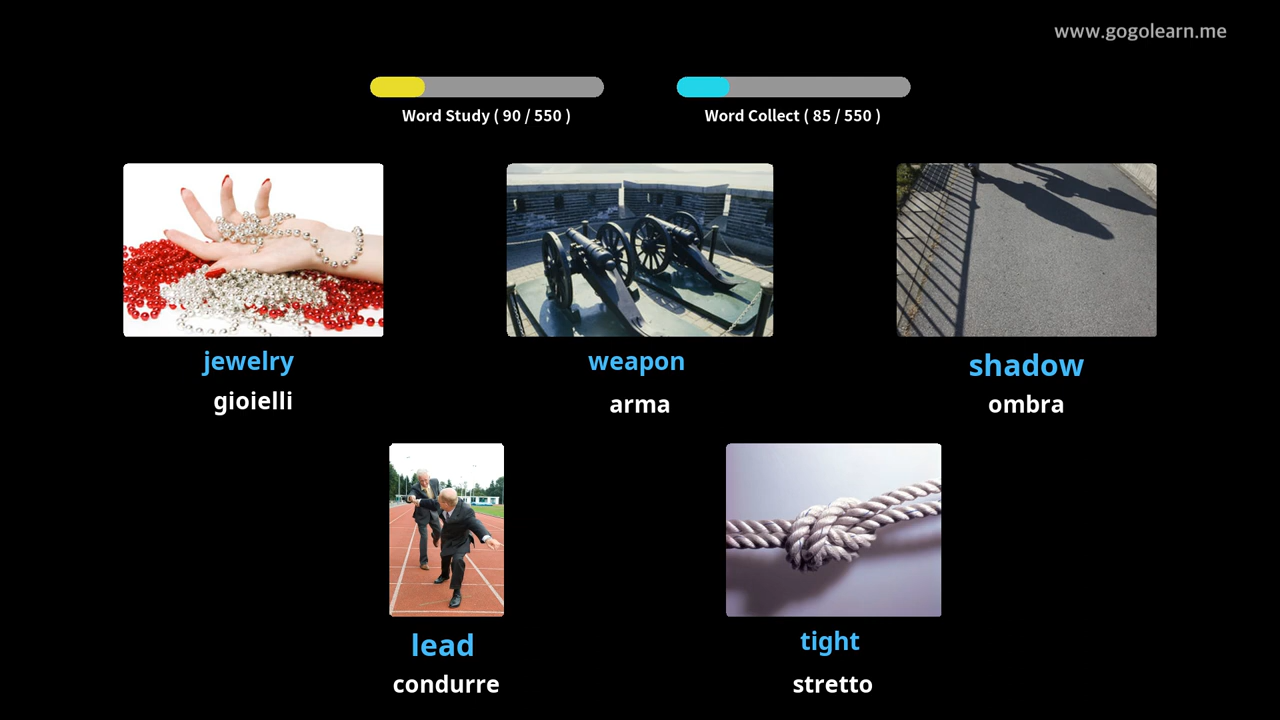 www.gogolearn.me
Word Study ( 90 / 550 )
Word Collect ( 85 / 550 )
jewelry
gioielli
weapon
arma
shadow
ombra
lead
condurre
tight
stretto